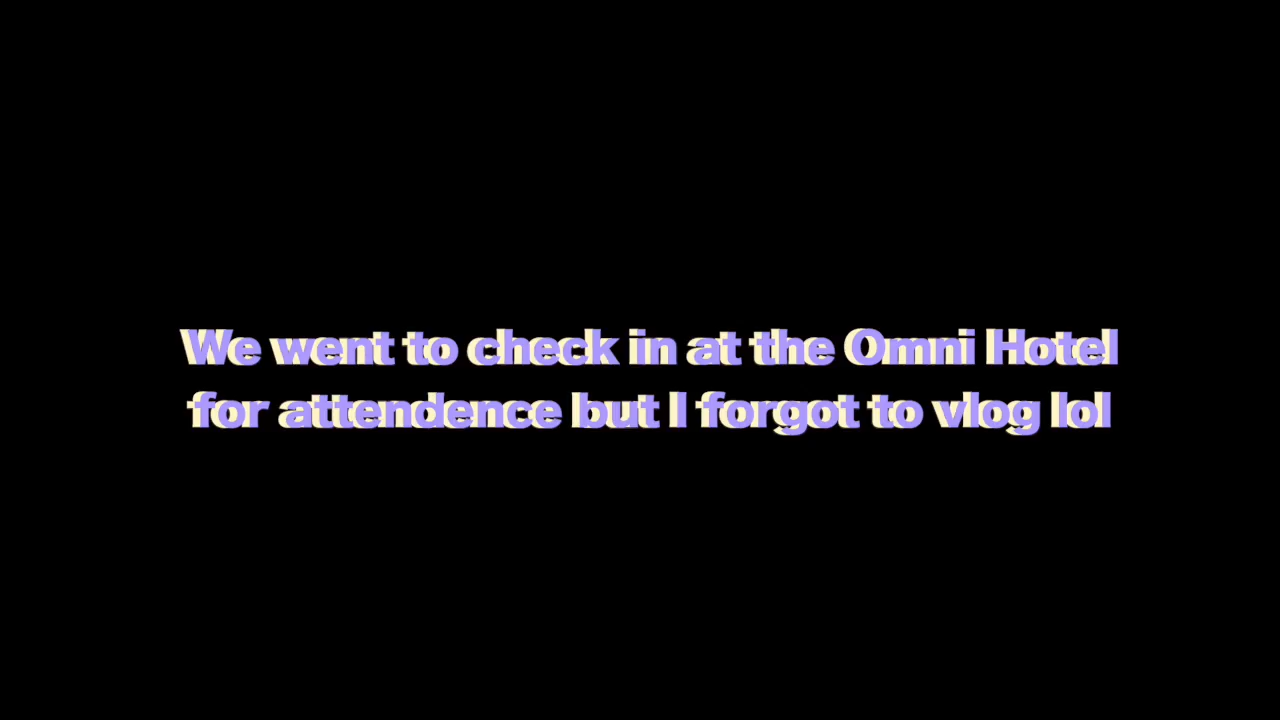 We went to check in at the Omni Hotel
for attendence but I forgot to vlog lol